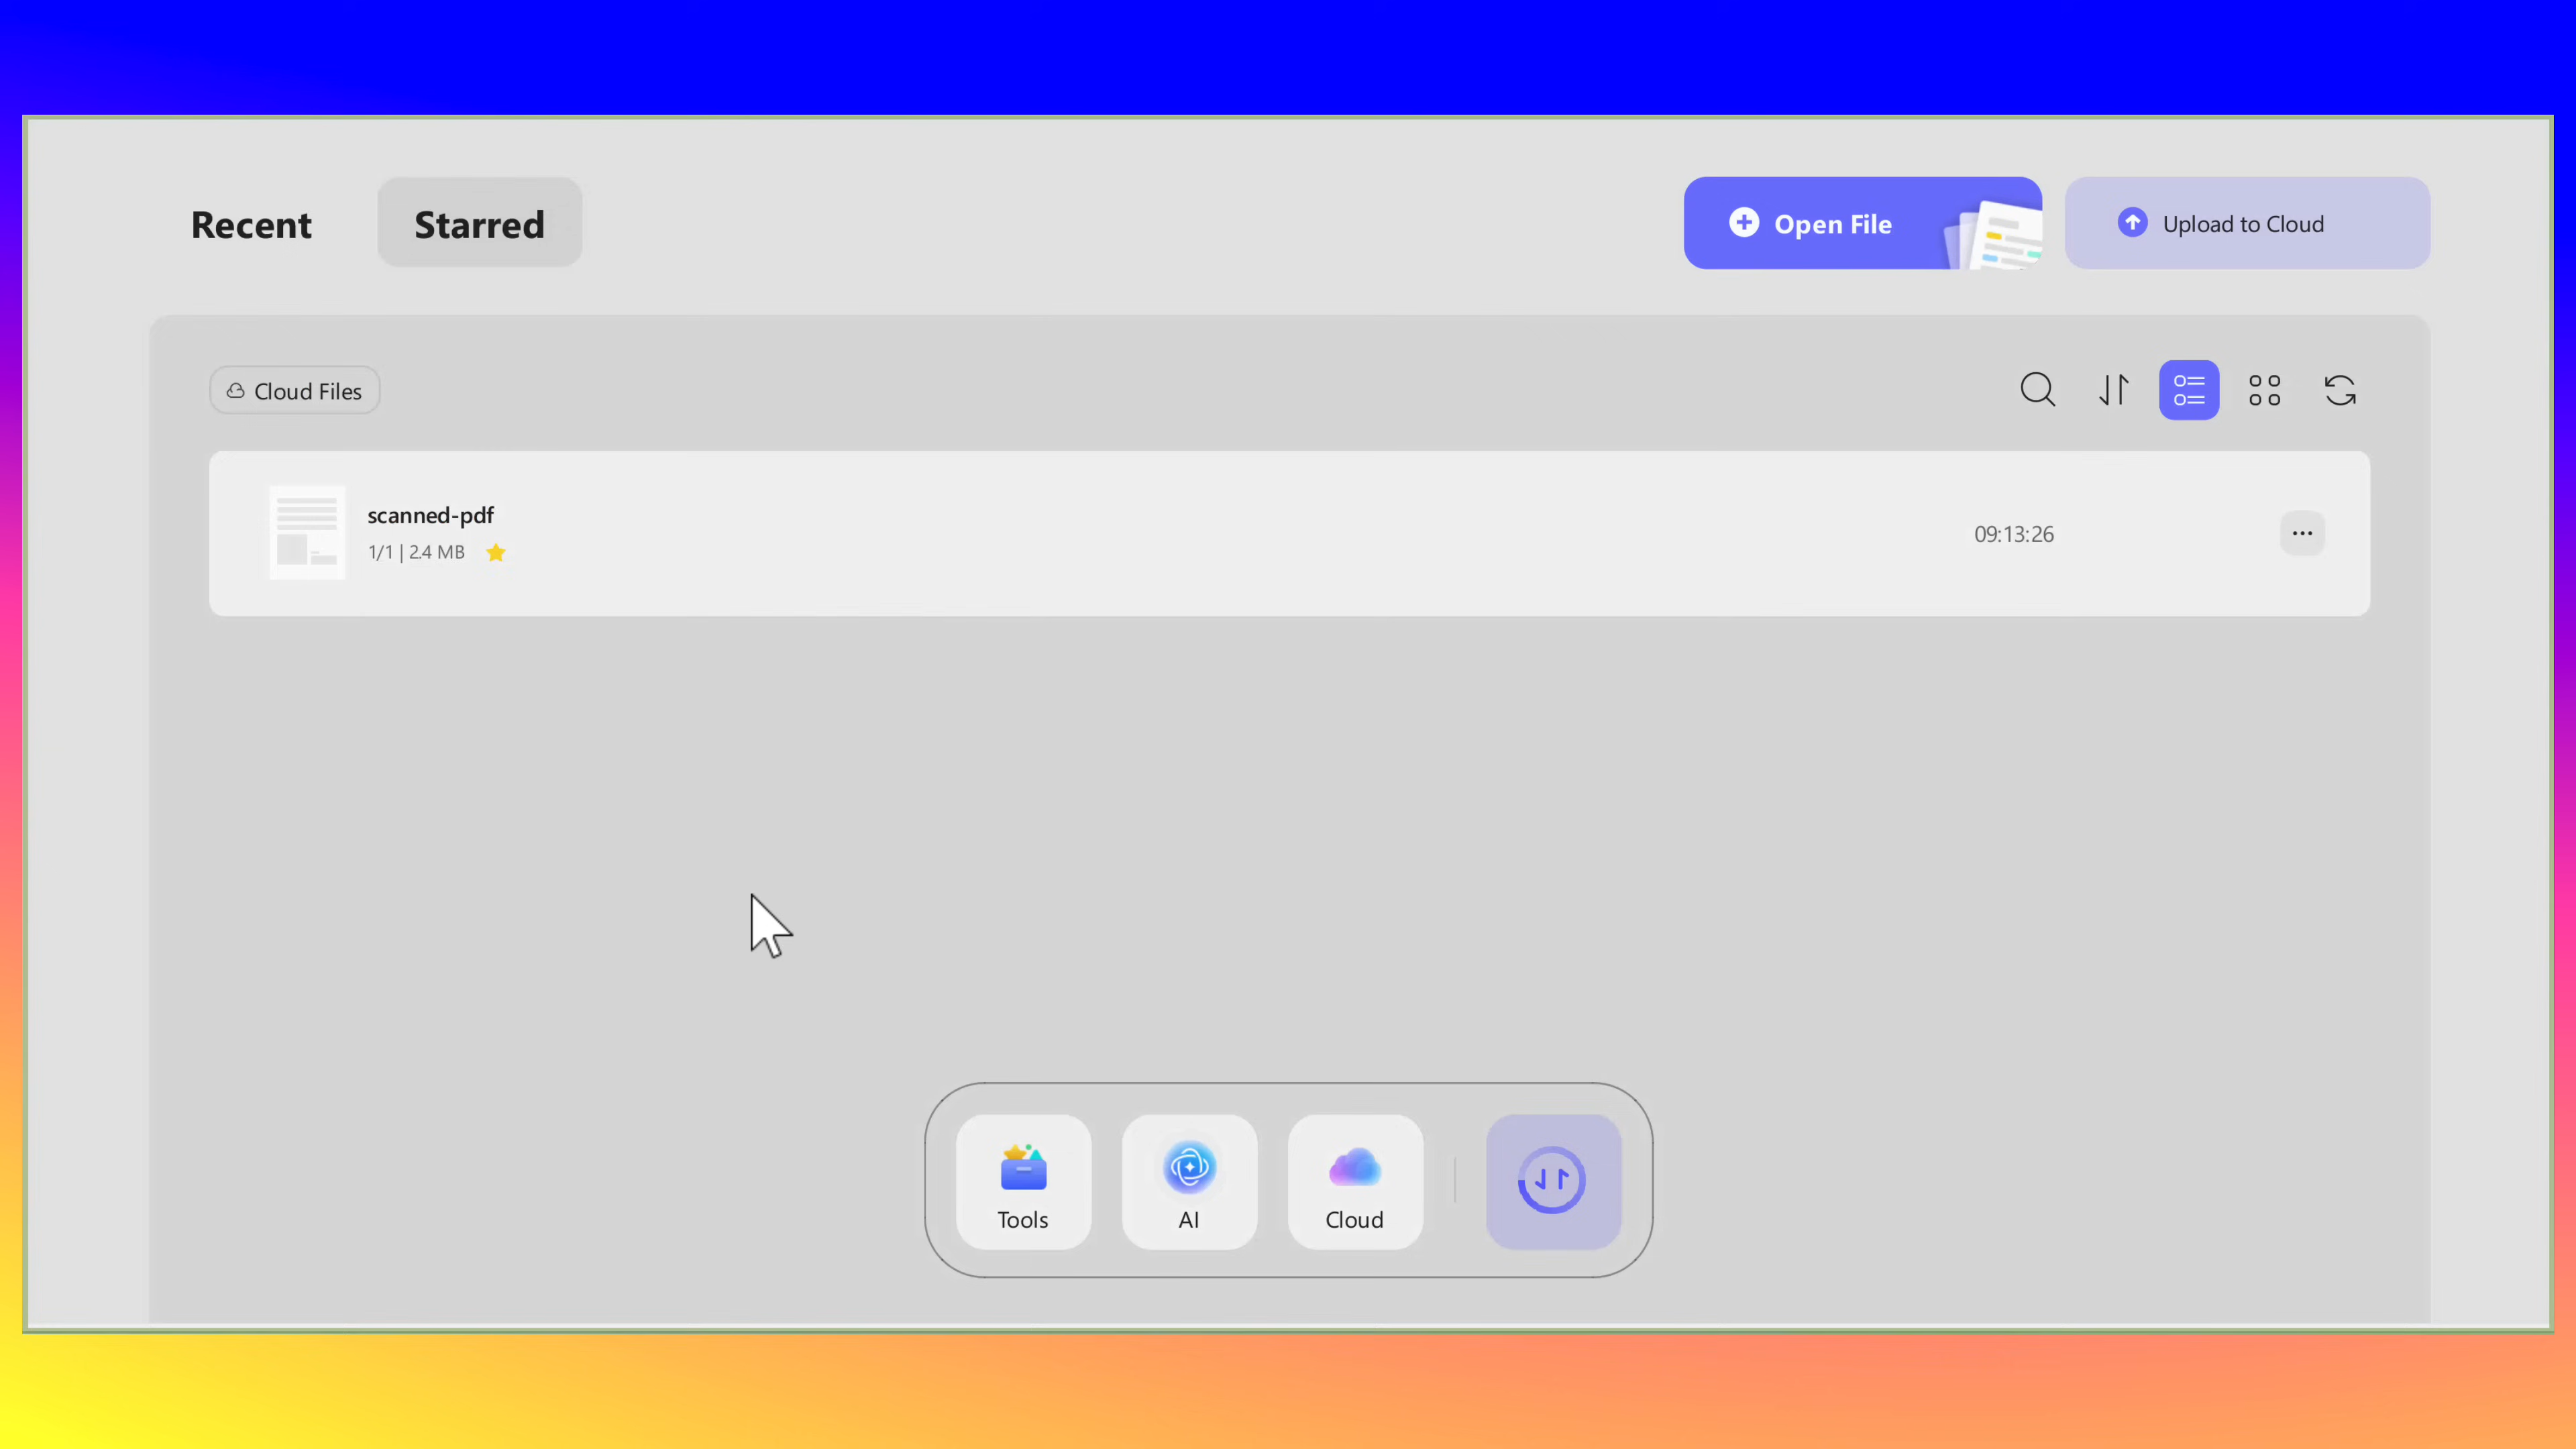 Recent
Starred
Open File
Upload to Cloud
Cloud Files
scanned-pdf
1/1 | 2.4 MB
09:13:26
Tools
AI
Cloud